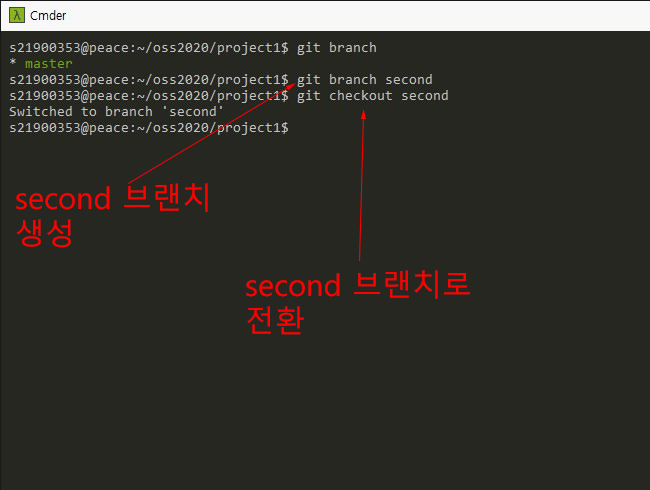 λ Cmder
s21900353@peace:~/oss2020/project1$ git branch
* master
s21900353@peace:~/oss2020/project1$ git branch second
s21900353@peace:~/oss2020/project1$ git checkout second
Switched to branch 'second'
s21900353@peace:~/oss2020/project1$
second 브랜치
생성
second 브랜치로
전환